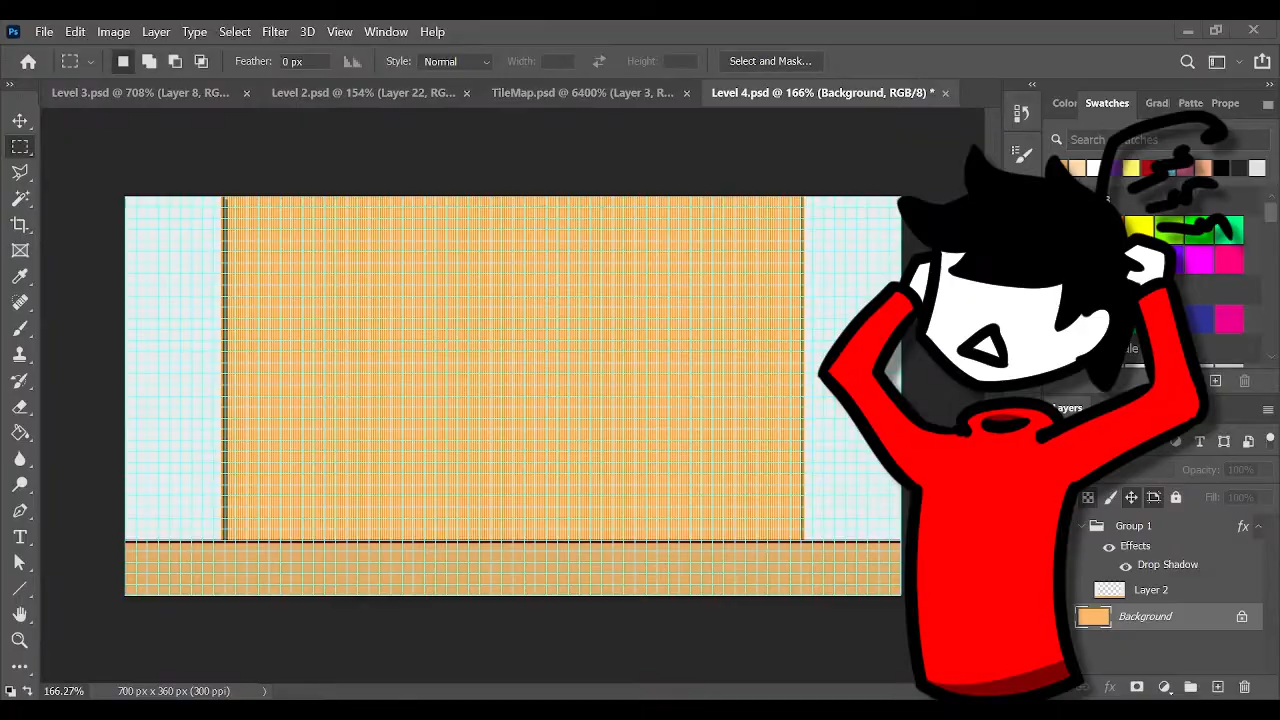 Ps File Edit Image Layer Type Select Filter 3D View Window Help
Feather: 0 px Style: Normal Width: Height: Select and Mask...
Level 3.psd @ 708% (Layer 8, RG... × Level 2.psd @ 154% (Layer 22, RG... × TileMap.psd @ 6400% (Layer 3, R... × Level 4.psd @ 166% (Background, RGB/8) * ×
Color Swatches Grad Patte Prope
Search Swatches
Layers
Opacity: 100%
Fill: 100%
Group 1 fx
Effects
Drop Shadow
Layer 2
Background
166.27% 700 px x 360 px (300 ppi)